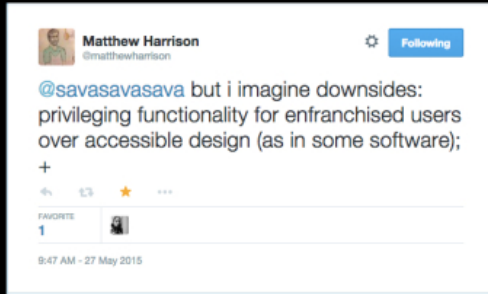 Matthew Harrison
@matthewharrison
Following
@savasavasava but i imagine downsides:
privileging functionality for enfranchised users
over accessible design (as in some software);
+
FAVORITE
1
9:47 AM - 27 May 2015